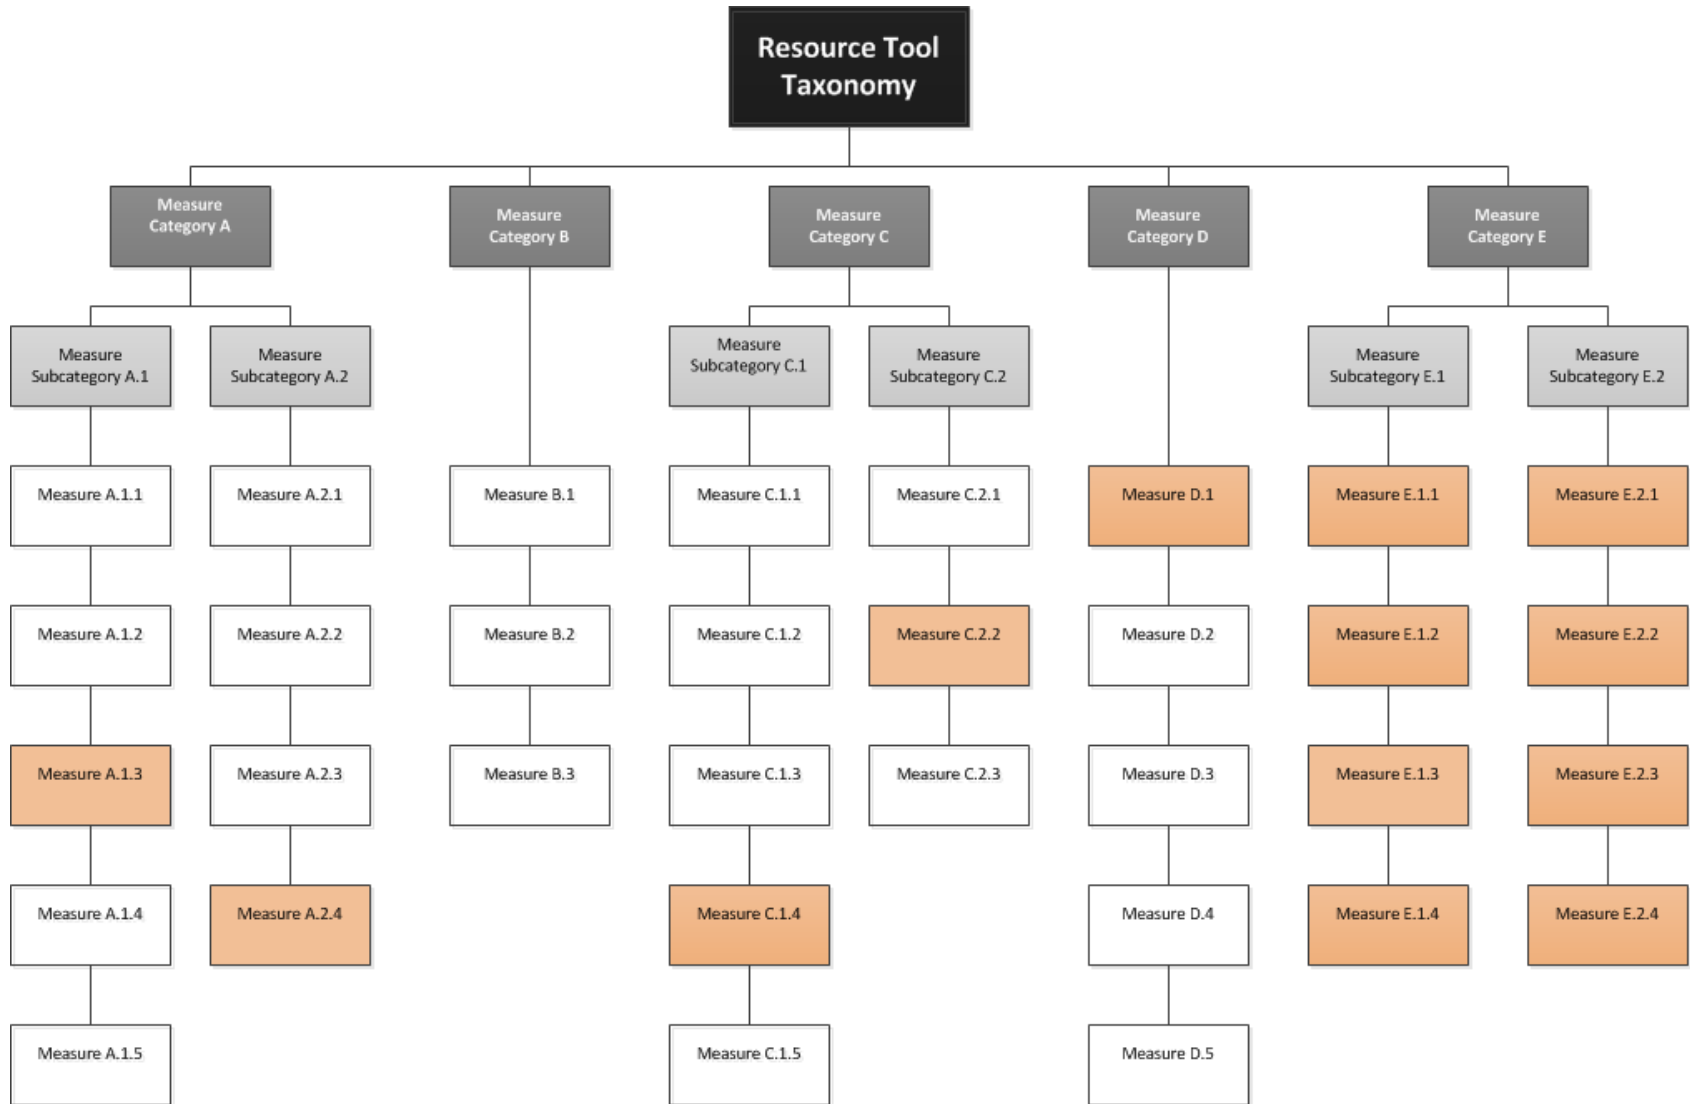 Resource Tool
Taxonomy
Measure
Category A
Measure
Category B
Measure
Category C
Measure
Category D
Measure
Category E
Measure
Subcategory A.1
Measure
Subcategory A.2
Measure
Subcategory C.1
Measure
Subcategory C.2
Measure
Subcategory E.1
Measure
Subcategory E.2
Measure A.1.1
Measure A.2.1
Measure B.1
Measure C.1.1
Measure C.2.1
Measure D.1
Measure E.1.1
Measure E.2.1
Measure A.1.2
Measure A.2.2
Measure B.2
Measure C.1.2
Measure C.2.2
Measure D.2
Measure E.1.2
Measure E.2.2
Measure A.1.3
Measure A.2.3
Measure B.3
Measure C.1.3
Measure C.2.3
Measure D.3
Measure E.1.3
Measure E.2.3
Measure A.1.4
Measure A.2.4
Measure C.1.4
Measure D.4
Measure E.1.4
Measure E.2.4
Measure A.1.5
Measure C.1.5
Measure D.5